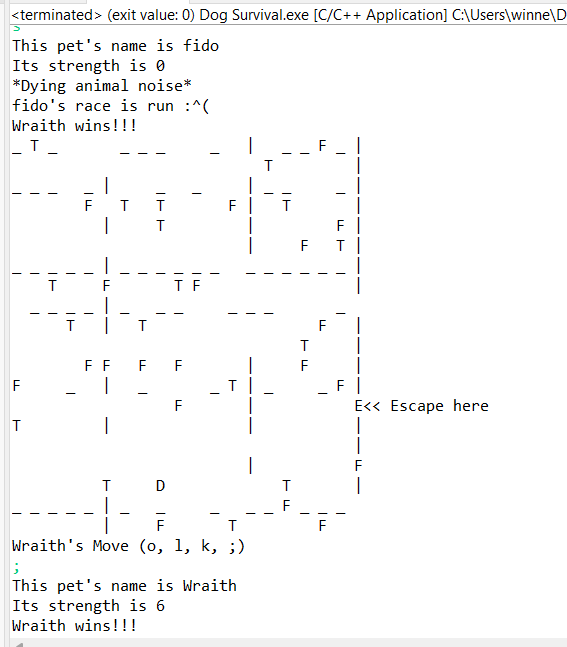 <terminated> (exit value: 0) Dog Survival.exe [C/C++ Application] C:\Users\winne\D
This pet's name is fido
Its strength is 0
*Dying animal noise*
fido's race is run :^(
Wraith wins!!!
_ T _       _ _ _     _   |   _ _ F _ |
                            T         |
_ _ _   _ |     _   _     | _ _     _ |
        F   T   T       F |   T       |
          |     T         |         F |
                          |     F   T |
_ _ _ _ _ | _ _ _ _ _ _   _ _ _ _ _ _ |
    T     F       T F                 |
  _ _ _ _ | _   _ _     _ _ _       _
      T   |   T                   F   |
                                T     |
        F F   F   F       |     F     |
F     _   |   _       _ T | _     _ F |
                  F       |           E<< Escape here
T         |               |           |
                                      |
                          |           F
          T     D             T       |
_ _ _ _ _ | _   _     _   _ _ F _ _ _
          |     F       T         F
Wraith's Move (o, l, k, ;)
;
This pet's name is Wraith
Its strength is 6
Wraith wins!!!